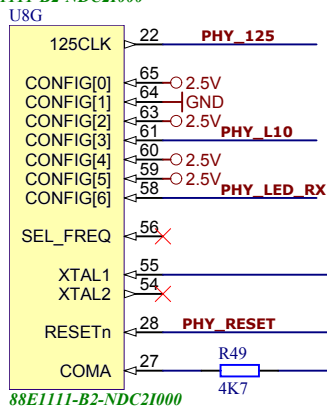 U8G
125CLK 22 PHY_125
CONFIG[0] 65 2.5V
CONFIG[1] 64 GND
CONFIG[2] 63 2.5V
CONFIG[3] 61 PHY_L10
CONFIG[4] 60 2.5V
CONFIG[5] 59 2.5V
CONFIG[6] 58 PHY_LED_RX
SEL_FREQ 56
XTAL1 55
XTAL2 54
RESETn 28 PHY_RESET
COMA 27 R49
4K7
88E1111-B2-NDC2I000